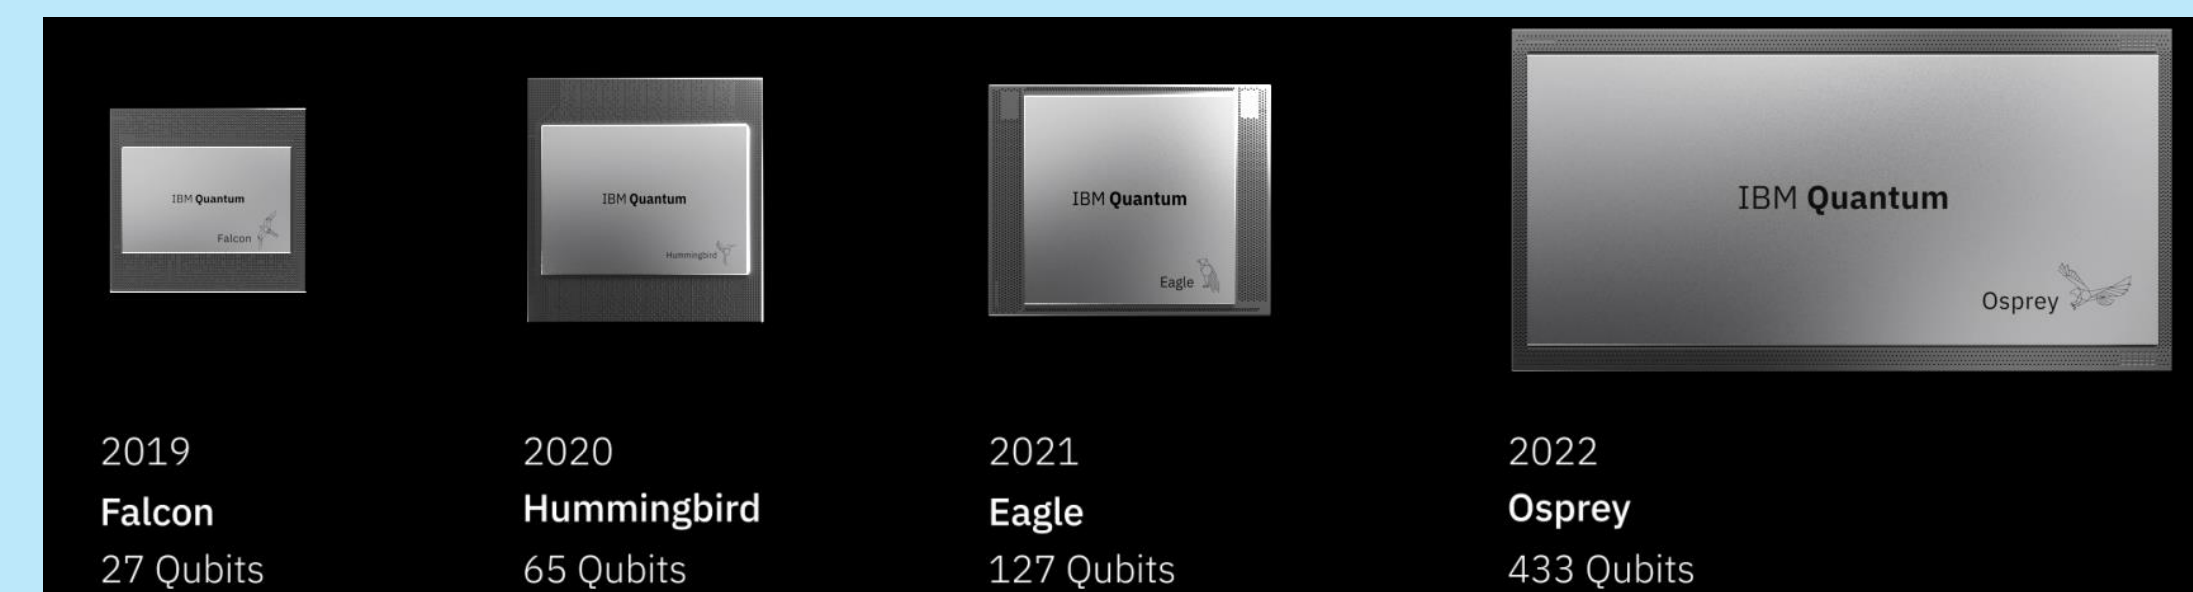 IBM Quantum
Falcon
2019
Falcon
27 Qubits
IBM Quantum
Hummingbird
2020
Hummingbird
65 Qubits
IBM Quantum
Eagle
2021
Eagle
127 Qubits
IBM Quantum
Osprey
2022
Osprey
433 Qubits